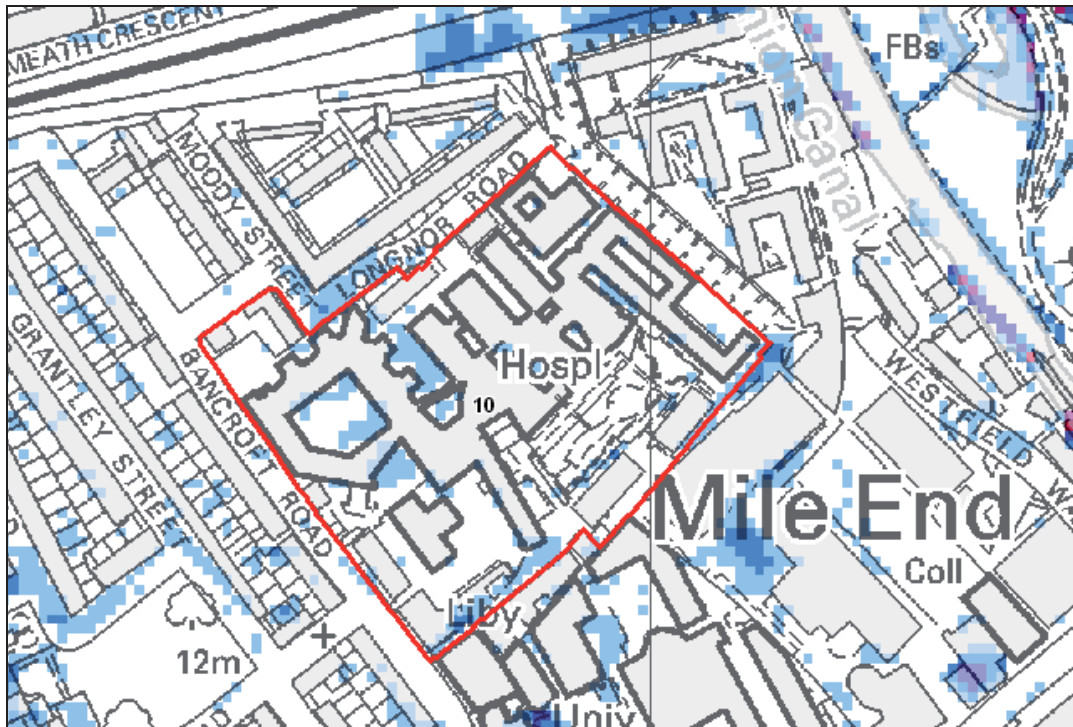 MEATH CRESCENT
FBs
MOODY STREET
LONGNOR ROAD
GRANTLEY STREET
BANCROFT ROAD
Hospl
10
WESTFIELD
Mile End
Coll
Liby
12m
Univ
canal